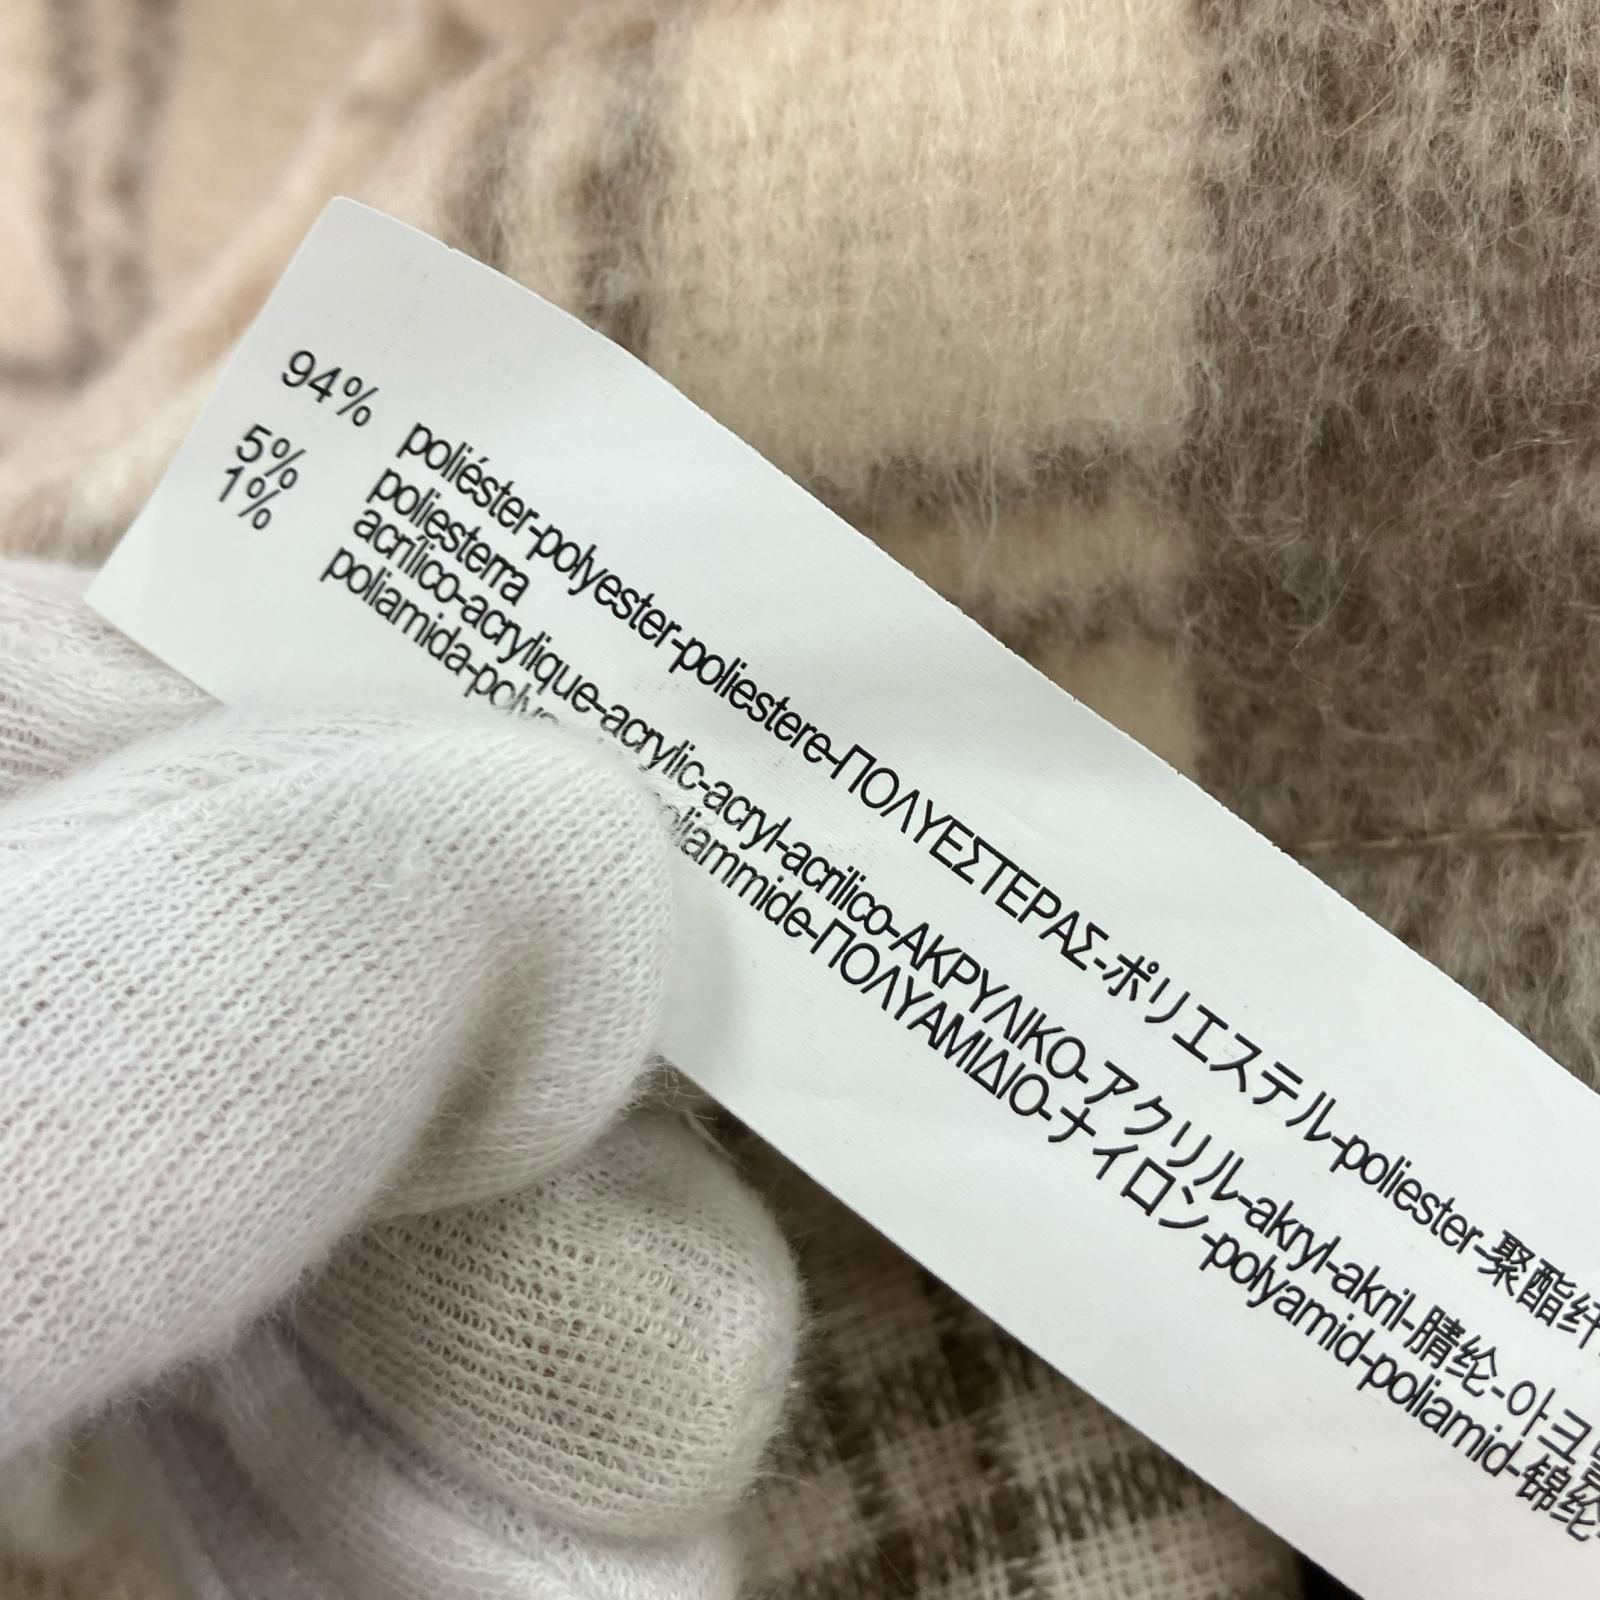 94% poliéster-polyester-poliestere-ΠΟΛΥΕΣΤΕΡΑΣ-ポリエステル-poliester-聚酯纤
5% poliesterra
1% acrílico-acrylique-acrylic-acryl-acrilico-ΑΚΡΥΛΙΚΟ-アクリル-akryl-akril-腈纶-아크릴
poliamida-poliammide-ΠΟΛΥΑΜΙΔΙΟ-ナイロン-polyamid-poliamid-锦纶-